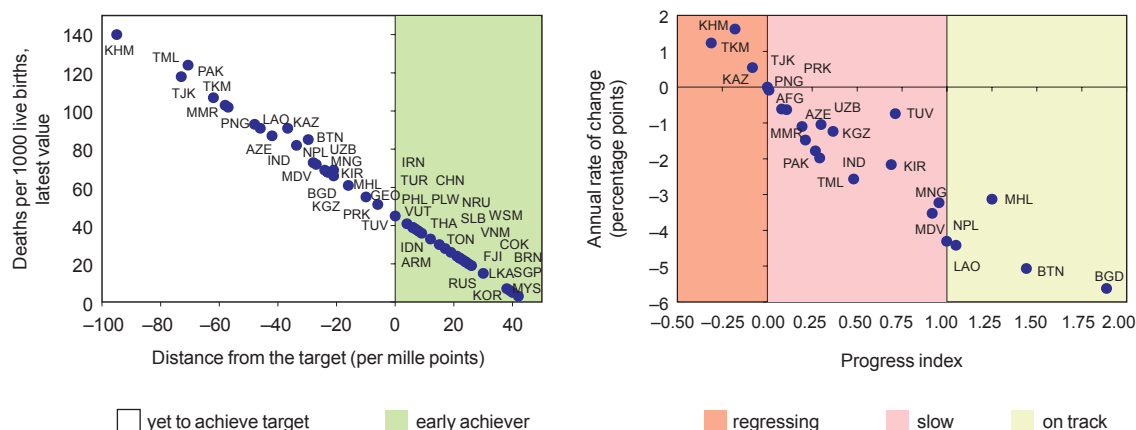 Deaths per 1000 live births,
latest value
140
120
100
80
60
40
20
0
KHM
TML
PAK
TJK
TKM
MMR
PNG
LAO
KAZ
AZE
BTN
IND
NPL
UZB
MDV
MNG
KIR
BGD
MHL
KGZ
GEO
PRK
TUV
IRN
TUR
CHN
PHL
PLW
NRU
VUT
SLB
WSM
THA
VNM
IDN
TON
COK
ARM
FJI
BRN
LKA
SGP
RUS
MYS
KOR
–100
–80
–60
–40
–20
0
20
40
Distance from the target (per mille points)
yet to achieve target
early achiever
Annual rate of change
(percentage points)
2
1
0
–1
–2
–3
–4
–5
–6
KHM
TKM
TJK
PRK
KAZ
PNG
AFG
UZB
AZE
TUV
MMR
KGZ
PAK
IND
KIR
TML
MNG
MHL
MDV
NPL
LAO
BTN
BGD
–0.50
–0.25
0.00
0.25
0.50
0.75
1.00
1.25
1.50
1.75
2.00
Progress index
regressing
slow
on track